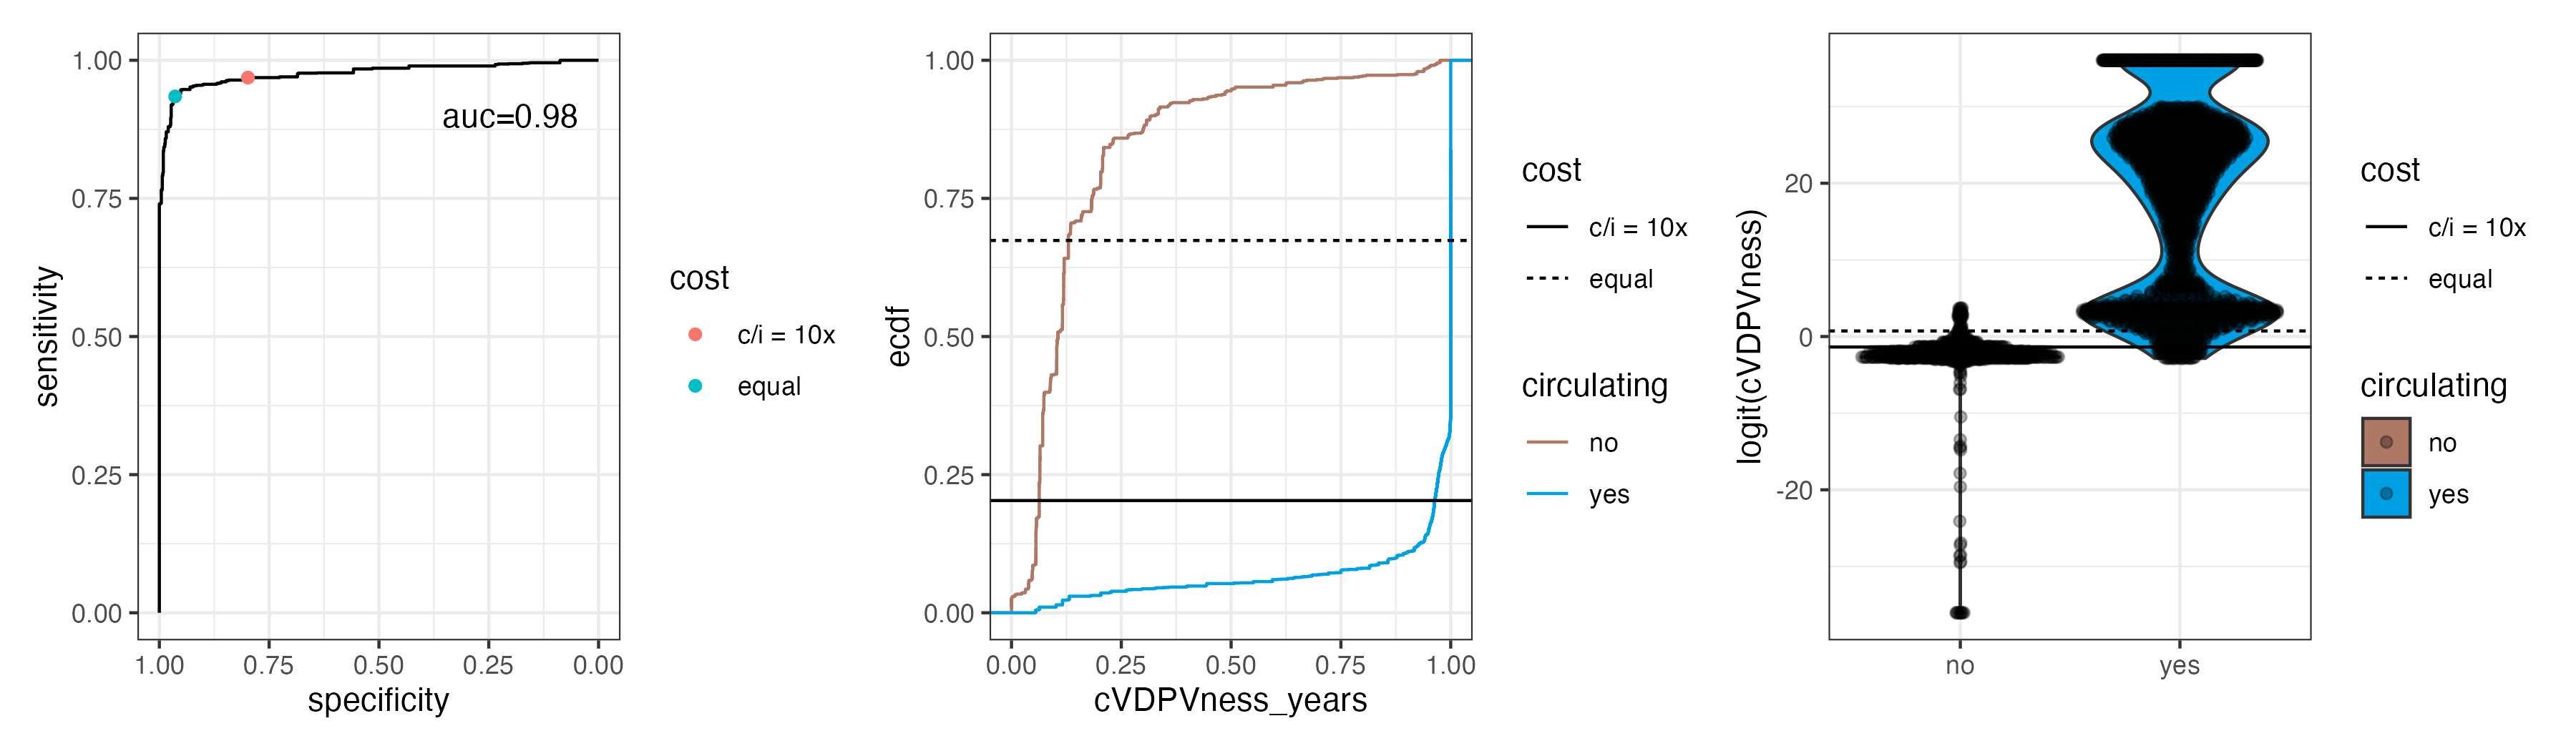 1.00
0.75
0.50
0.25
0.00
sensitivity
auc=0.98
1.00 0.75 0.50 0.25 0.00
specificity
cost
c/i = 10x
equal
1.00
0.75
0.50
0.25
0.00
ecdf
0.00 0.25 0.50 0.75 1.00
cVDPVness_years
cost
c/i = 10x
equal
circulating
no
yes
20
0
-20
logit(cVDPVness)
no yes
cost
c/i = 10x
equal
circulating
no
yes